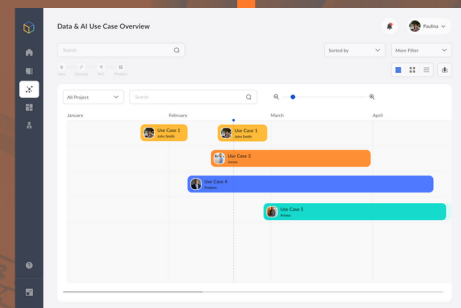 Data & AI Use Case Overview
Paulina
Search
Sorted by
More Filter
All Project
Search
January
February
March
April
Use Case 1
John Smith
Use Case 1
John Smith
Use Case 2
Use Case 4
Use Case 5